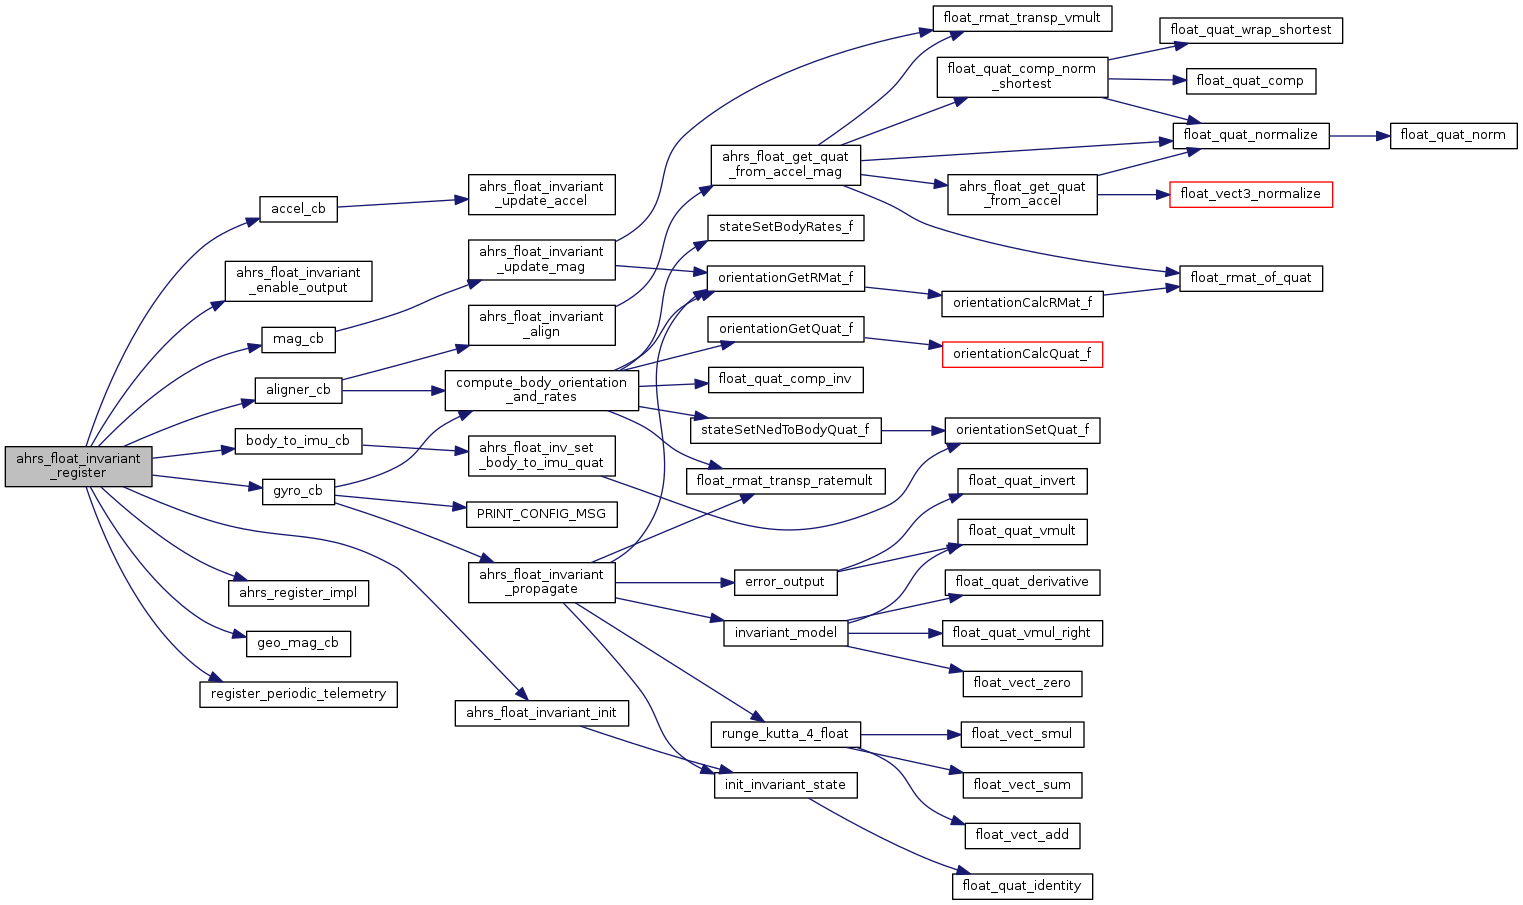 ahrs_float_invariant
_register
accel_cb
ahrs_float_invariant
_enable_output
mag_cb
aligner_cb
body_to_imu_cb
gyro_cb
ahrs_register_impl
geo_mag_cb
register_periodic_telemetry
ahrs_float_invariant
_update_accel
ahrs_float_invariant
_update_mag
ahrs_float_invariant
_align
compute_body_orientation
_and_rates
ahrs_float_inv_set
_body_to_imu_quat
PRINT_CONFIG_MSG
ahrs_float_invariant
_propagate
ahrs_float_invariant_init
ahrs_float_get_quat
_from_accel_mag
stateSetBodyRates_f
orientationGetRMat_f
orientationGetQuat_f
float_quat_comp_inv
stateSetNedToBodyQuat_f
float_rmat_transp_ratemult
error_output
invariant_model
runge_kutta_4_float
init_invariant_state
float_rmat_transp_vmult
float_quat_comp_norm
_shortest
ahrs_float_get_quat
_from_accel
orientationCalcRMat_f
orientationCalcQuat_f
orientationSetQuat_f
float_quat_invert
float_quat_vmult
float_quat_derivative
float_quat_vmul_right
float_vect_zero
float_vect_smul
float_vect_sum
float_vect_add
float_quat_identity
float_quat_wrap_shortest
float_quat_comp
float_quat_normalize
float_vect3_normalize
float_rmat_of_quat
float_quat_norm